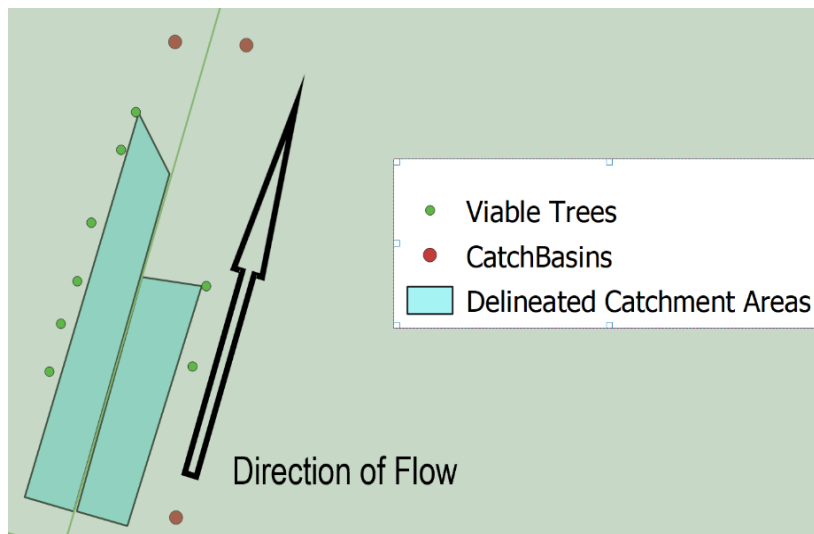 Viable Trees
CatchBasins
Delineated Catchment Areas
Direction of Flow